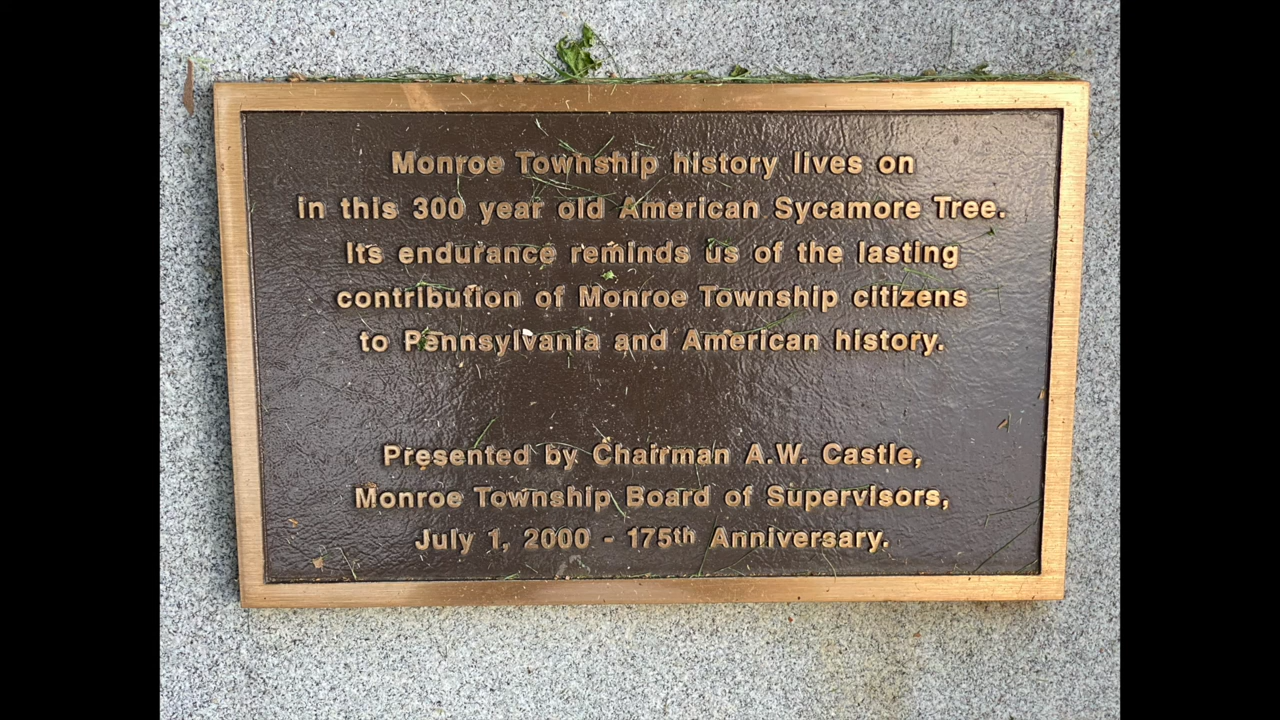 Monroe Township history lives on
in this 300 year old American Sycamore Tree.
Its endurance reminds us of the lasting
contribution of Monroe Township citizens
to Pennsylvania and American history.
Presented by Chairman A.W. Castle,
Monroe Township Board of Supervisors,
July 1, 2000 - 175th Anniversary.